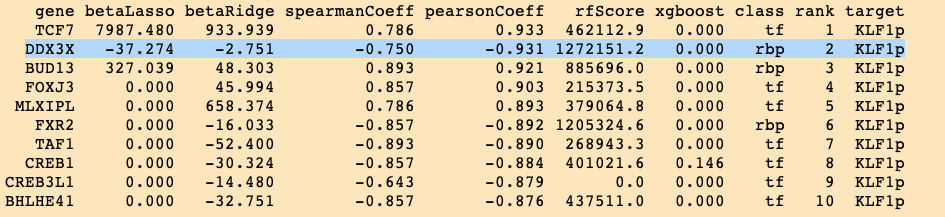 gene betaLasso betaRidge spearmanCoeff pearsonCoeff rfScore xgboost class rank target
TCF7 7987.480 933.939 0.786 0.933 462112.9 0.000 tf 1 KLF1p
DDX3X -37.274 -2.751 -0.750 -0.931 1272151.2 0.000 rbp 2 KLF1p
BUD13 327.039 48.303 0.893 0.921 885696.0 0.000 rbp 3 KLF1p
FOXJ3 0.000 45.994 0.857 0.903 215373.5 0.000 tf 4 KLF1p
MLXIPL 0.000 658.374 0.786 0.893 379064.8 0.000 tf 5 KLF1p
FXR2 0.000 -16.033 -0.857 -0.892 1205324.6 0.000 rbp 6 KLF1p
TAF1 0.000 -52.400 -0.893 -0.890 268943.3 0.000 tf 7 KLF1p
CREB1 0.000 -30.324 -0.857 -0.884 401021.6 0.146 tf 8 KLF1p
CREB3L1 0.000 -14.480 -0.643 -0.879 0.0 0.000 tf 9 KLF1p
BHLHE41 0.000 -32.751 -0.857 -0.876 437511.0 0.000 tf 10 KLF1p